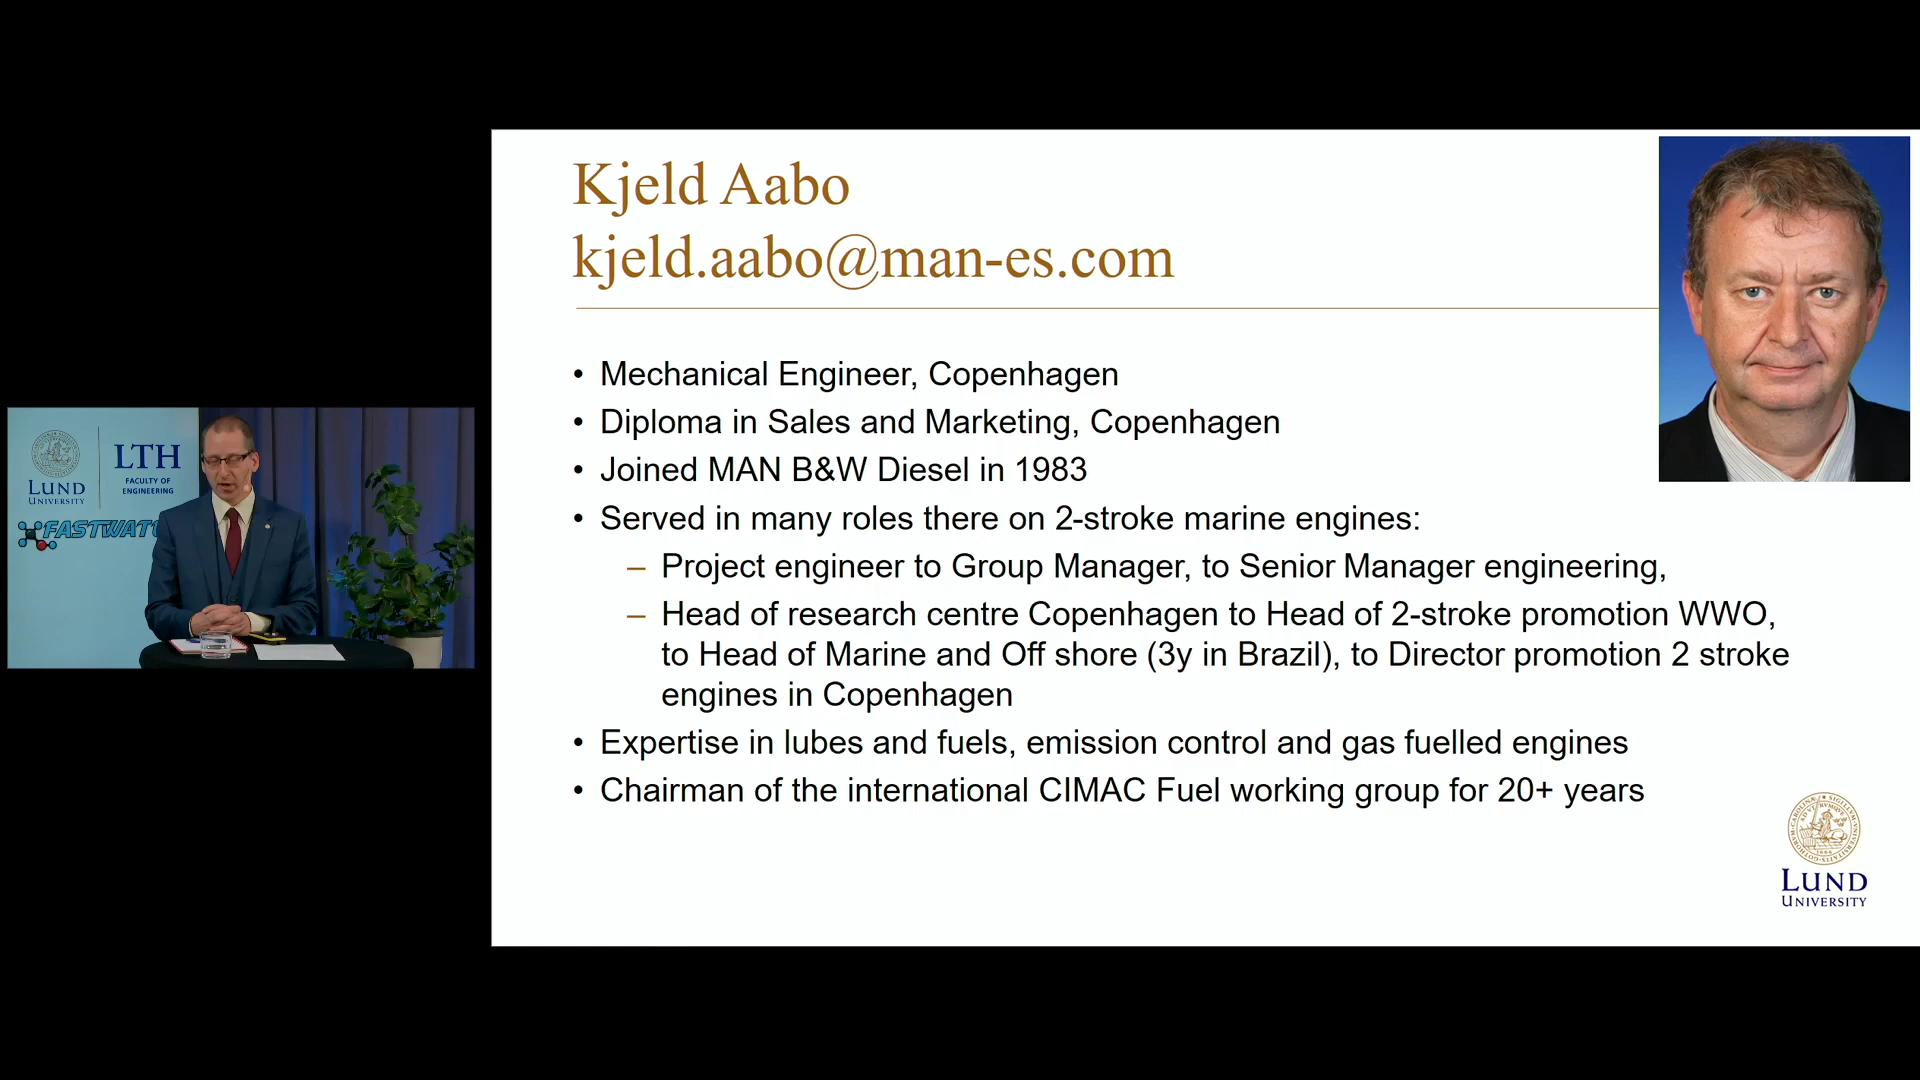 Kjeld Aabo
kjeld.aabo@man-es.com
• Mechanical Engineer, Copenhagen
• Diploma in Sales and Marketing, Copenhagen
• Joined MAN B&W Diesel in 1983
• Served in many roles there on 2-stroke marine engines:
– Project engineer to Group Manager, to Senior Manager engineering,
– Head of research centre Copenhagen to Head of 2-stroke promotion WWO,
to Head of Marine and Off shore (3y in Brazil), to Director promotion 2 stroke
engines in Copenhagen
• Expertise in lubes and fuels, emission control and gas fuelled engines
• Chairman of the international CIMAC Fuel working group for 20+ years
LUND
UNIVERSITY
LUND
UNIVERSITY
LTH
FACULTY OF
ENGINEERING
FASTWAT